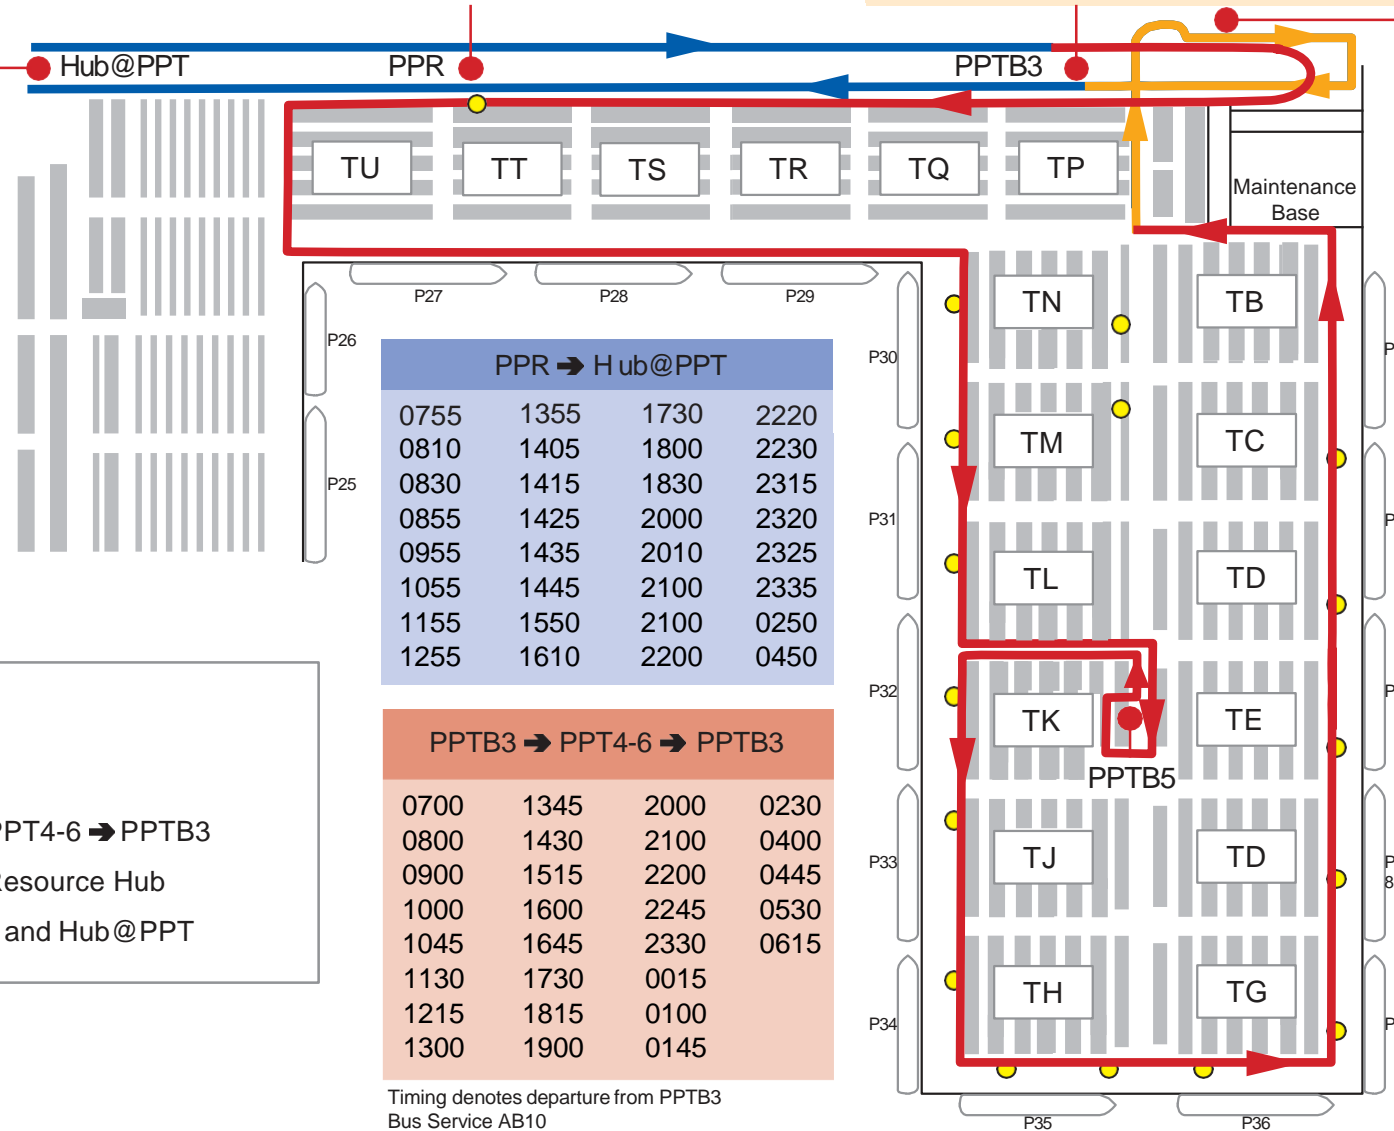 Hub@PPT PPR PPTB3
TU TT TS TR TQ TP
Maintenance
Base
P27 P28 P29
TN TB
P26
P30
P
PPR ➔ Hub@PPT
0755 1355 1730 2220
0810 1405 1800 2230
0830 1415 1830 2315
0855 1425 2000 2320
0955 1435 2010 2325
1055 1445 2100 2335
1155 1550 2100 0250
1255 1610 2200 0450
TM TC
P25
P31
P
TL TD
P32
P
TK TE
PPTB5
PPTB3 ➔ PPT4-6 ➔ PPTB3
0700 1345 2000 0230
0800 1430 2100 0400
0900 1515 2200 0445
1000 1600 2245 0530
1045 1645 2330 0615
1130 1730 0015
1215 1815 0100
1300 1900 0145
Timing denotes departure from PPTB3
Bus Service AB10
PPT4-6 ➔ PPTB3
Resource Hub
and Hub@PPT
P33
TJ TD
P
8
TH TG
P34
P
P35 P36